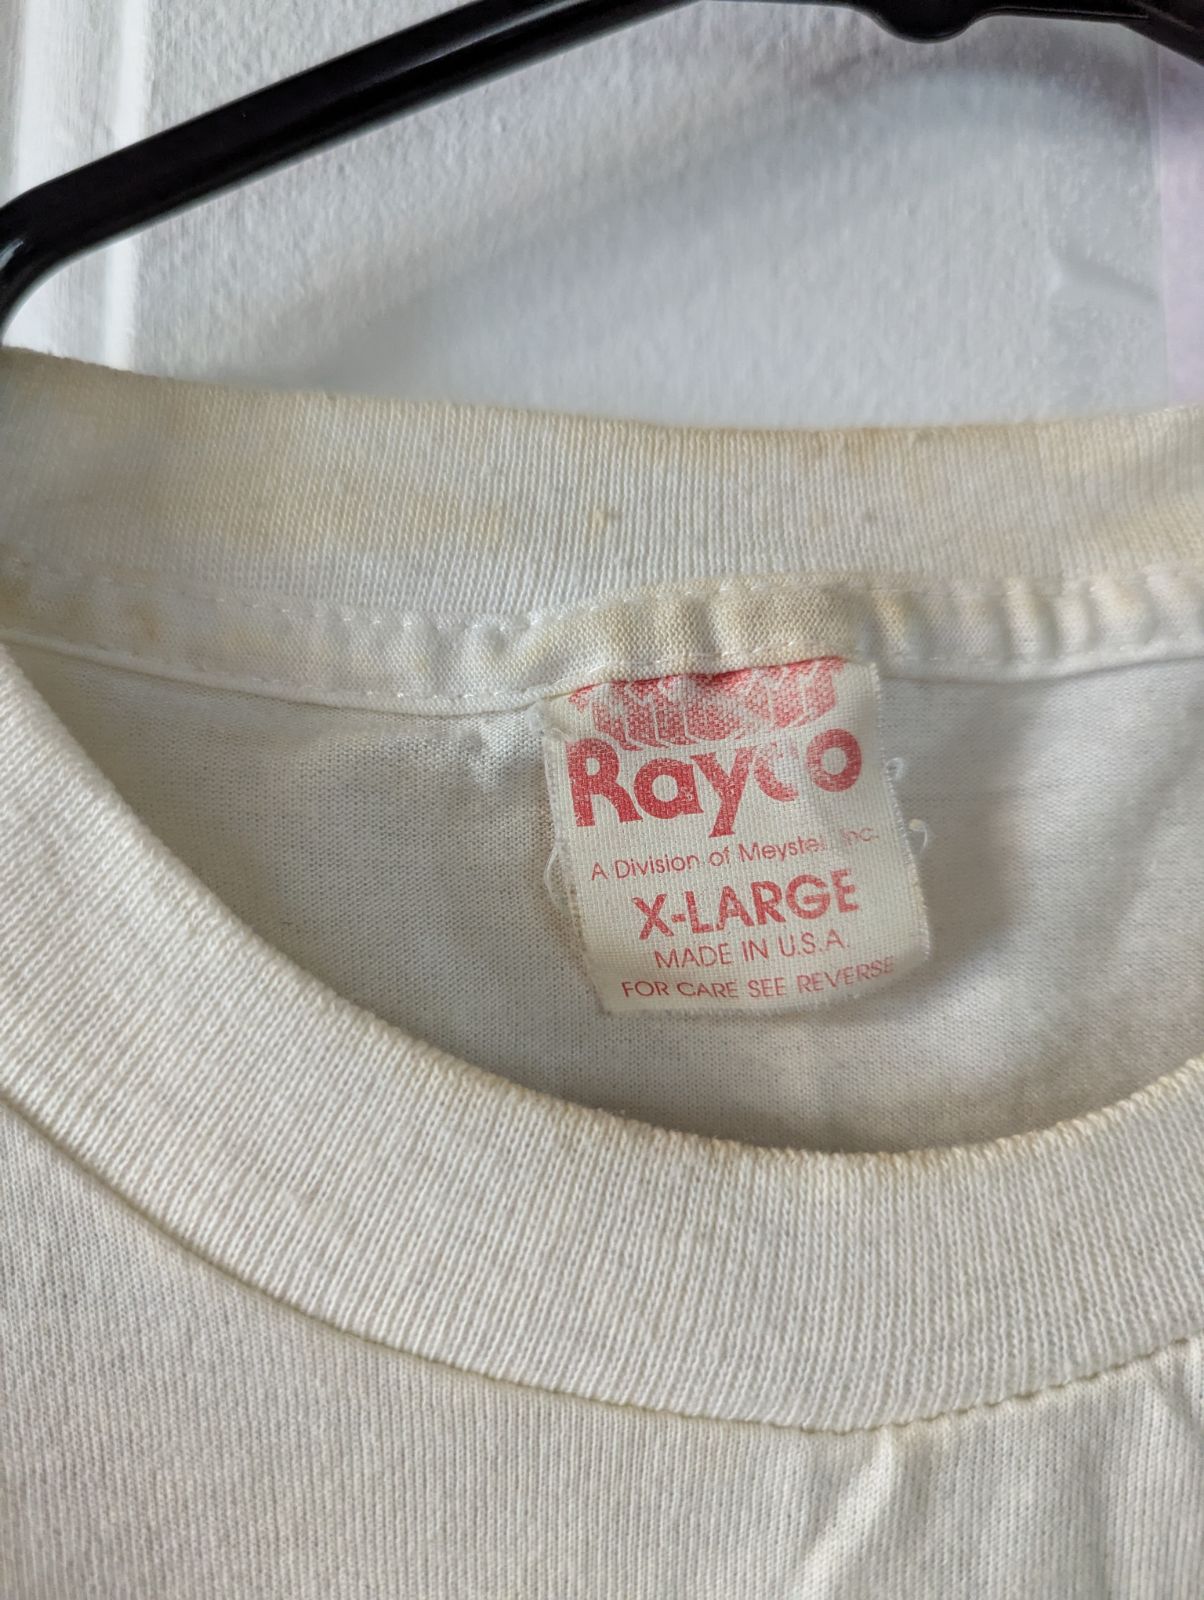 Rayco
A Division of Meystel Inc.
X-LARGE
MADE IN U.S.A.
FOR CARE SEE REVERSE